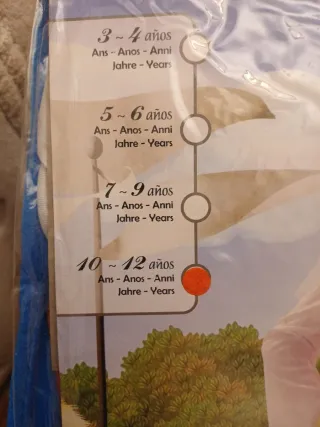 3 ~ 4 años
Ans - Anos - Anni
Jahre - Years
5 ~ 6 años
Ans - Anos - Anni
Jahre - Years
7 ~ 9 años
Ans - Anos - Anni
Jahre - Years
10 ~ 12 años
Ans - Anos - Anni
Jahre - Years